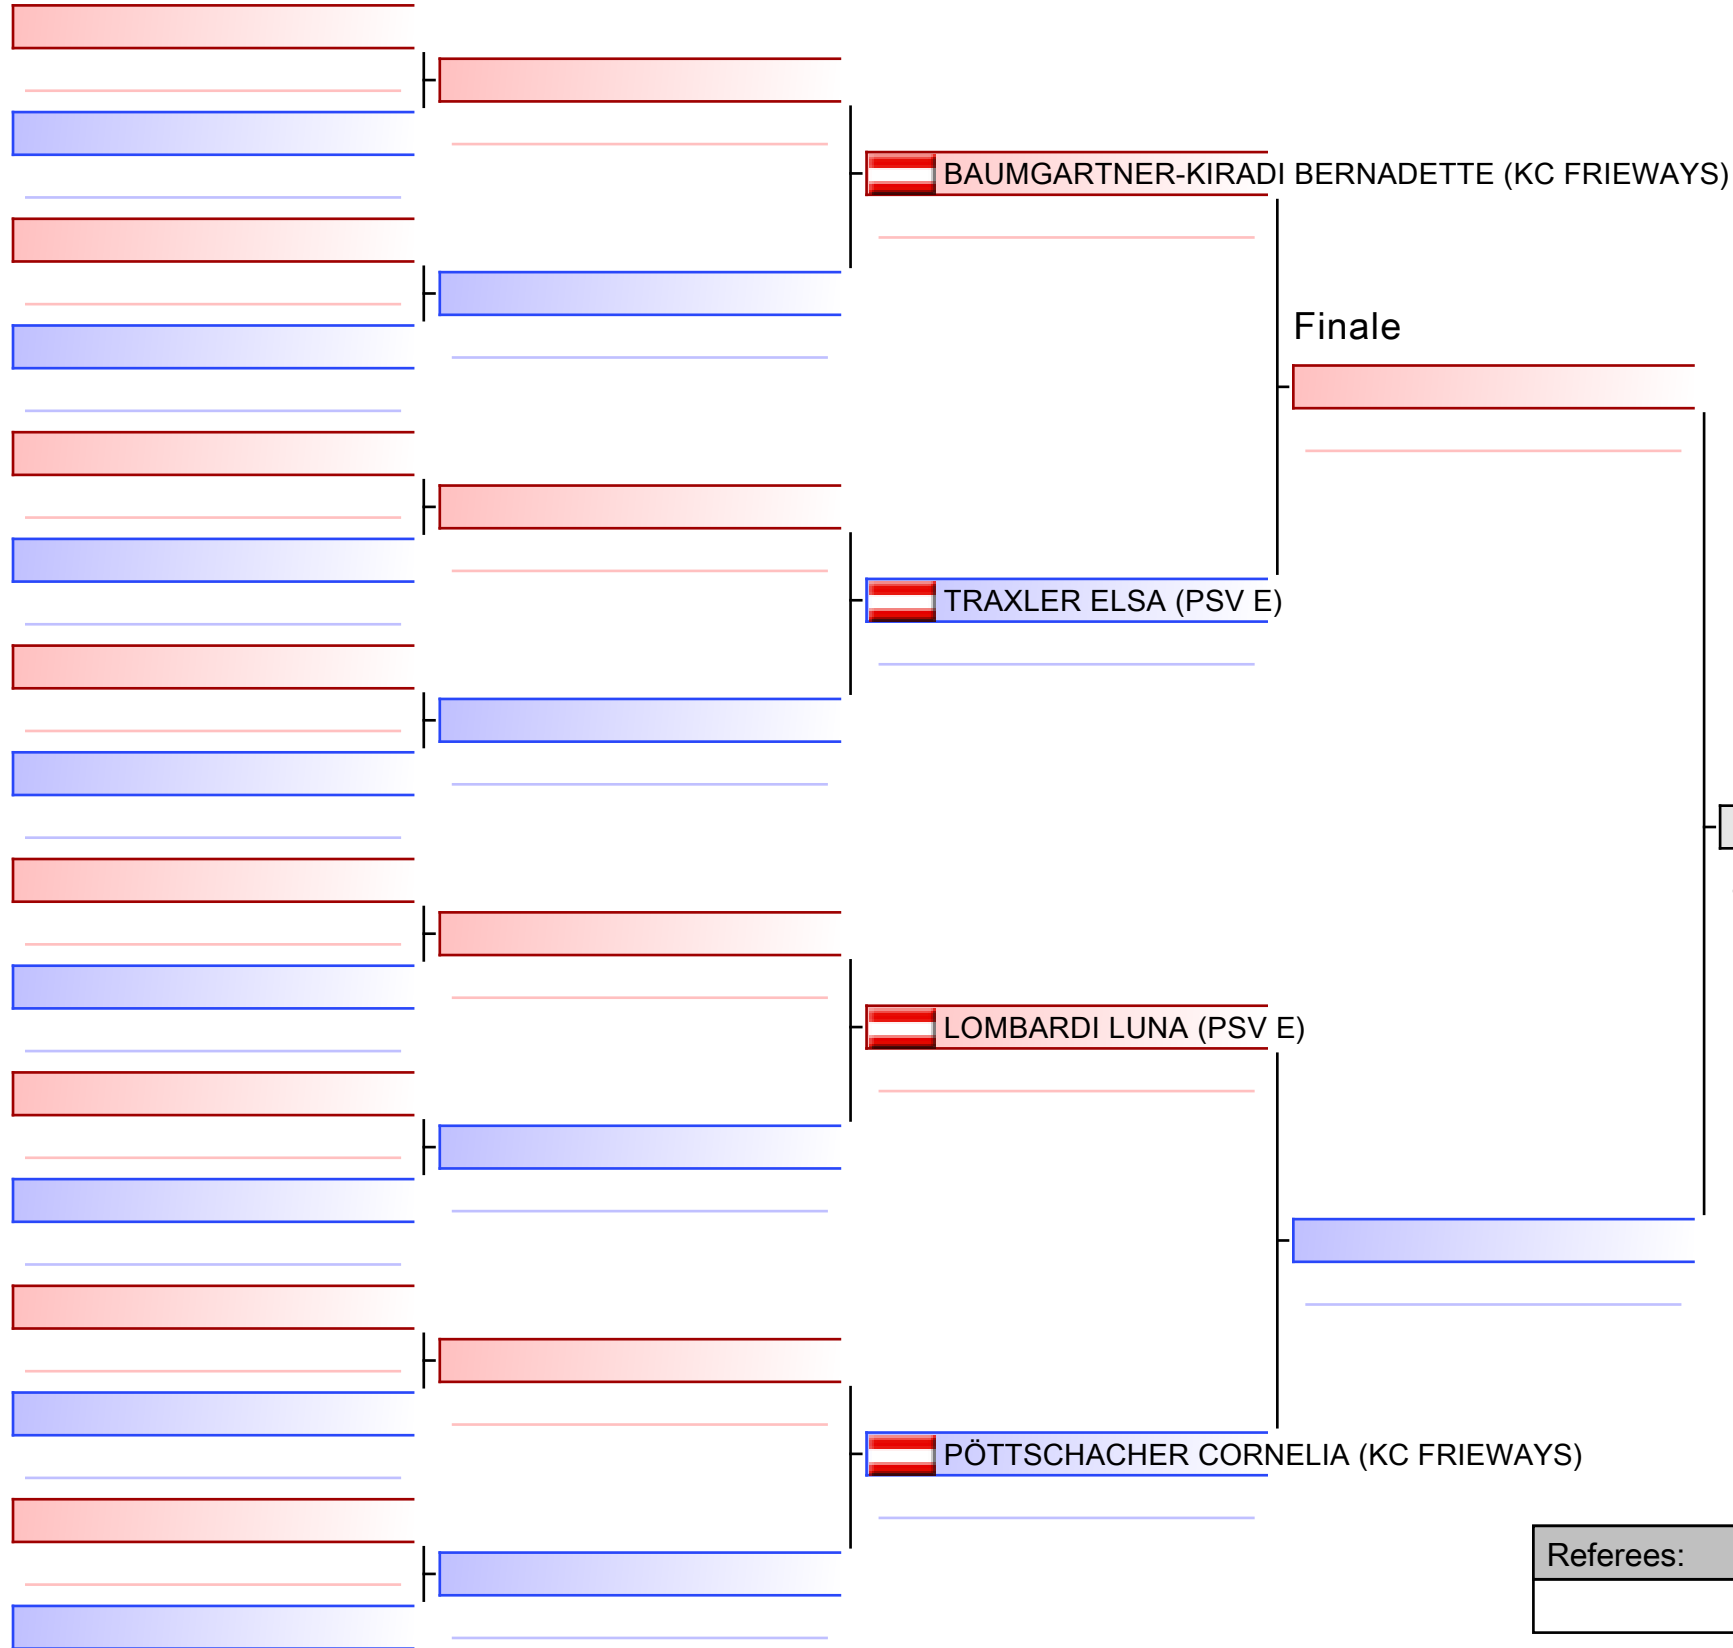 BAUMGARTNER-KIRADI BERNADETTE (KC FRIEWAYS)
Finale
TRAXLER ELSA (PSV E)
LOMBARDI LUNA (PSV E)
PÖTTSCHACHER CORNELIA (KC FRIEWAYS)
Referees: